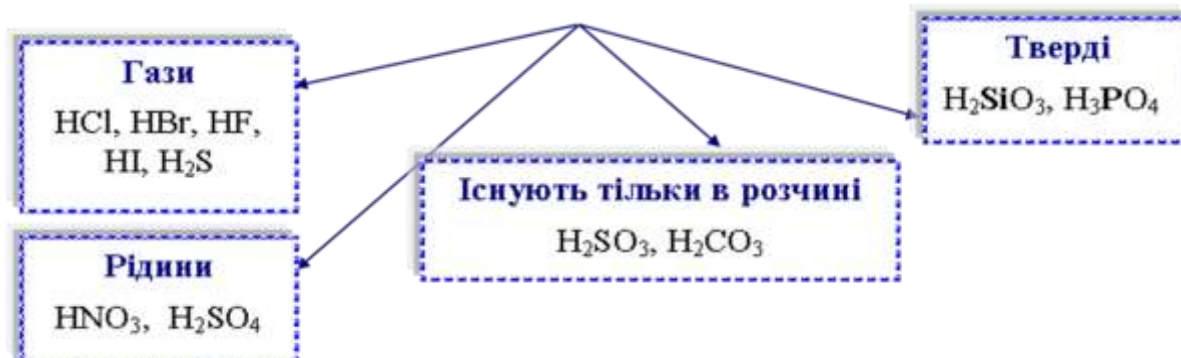 Гази
HCl, HBr, HF,
HI, H₂S
Рідини
HNO₃, H₂SO₄
Існують тільки в розчині
H₂SO₃, H₂CO₃
Тверді
H₂SiO₃, H₃PO₄